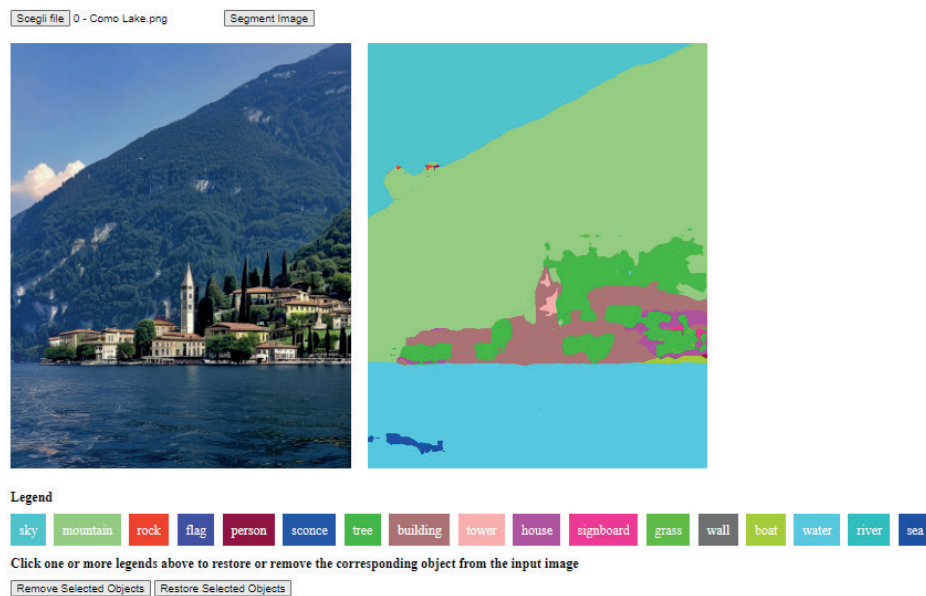 Scegli file 0 - Como Lake.png Segment Image
Legend
sky mountain rock flag person sconce tree building tower house signboard grass wall boat water river sea
Click one or more legends above to restore or remove the corresponding object from the input image
Remove Selected Objects Restore Selected Objects